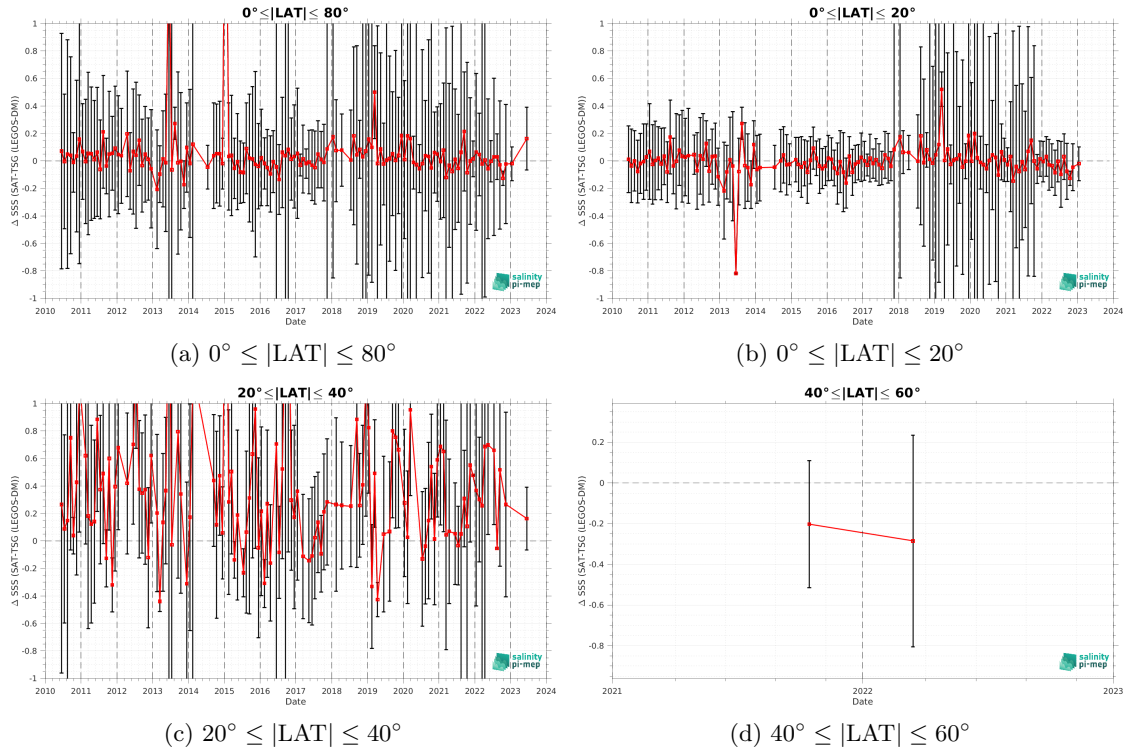 0°≤|LAT|≤ 80°
Δ SSS (SAT-TSG (LEGOS-DM))
1
0.8
0.6
0.4
0.2
0
-0.2
-0.4
-0.6
-0.8
-1
2010 2011 2012 2013 2014 2015 2016 2017 2018 2019 2020 2021 2022 2023 2024
Date
salinity
pi-mep
(a) 0° ≤ |LAT| ≤ 80°
0°≤|LAT|≤ 20°
Δ SSS (SAT-TSG (LEGOS-DM))
1
0.8
0.6
0.4
0.2
0
-0.2
-0.4
-0.6
-0.8
-1
2010 2011 2012 2013 2014 2015 2016 2017 2018 2019 2020 2021 2022 2023 2024
Date
salinity
pi-mep
(b) 0° ≤ |LAT| ≤ 20°
20°≤|LAT|≤ 40°
Δ SSS (SAT-TSG (LEGOS-DM))
1
0.8
0.6
0.4
0.2
0
-0.2
-0.4
-0.6
-0.8
-1
2010 2011 2012 2013 2014 2015 2016 2017 2018 2019 2020 2021 2022 2023 2024
Date
salinity
pi-mep
(c) 20° ≤ |LAT| ≤ 40°
40°≤|LAT|≤ 60°
Δ SSS (SAT-TSG (LEGOS-DM))
0.2
0
-0.2
-0.4
-0.6
-0.8
2021 2022 2023
Date
salinity
pi-mep
(d) 40° ≤ |LAT| ≤ 60°